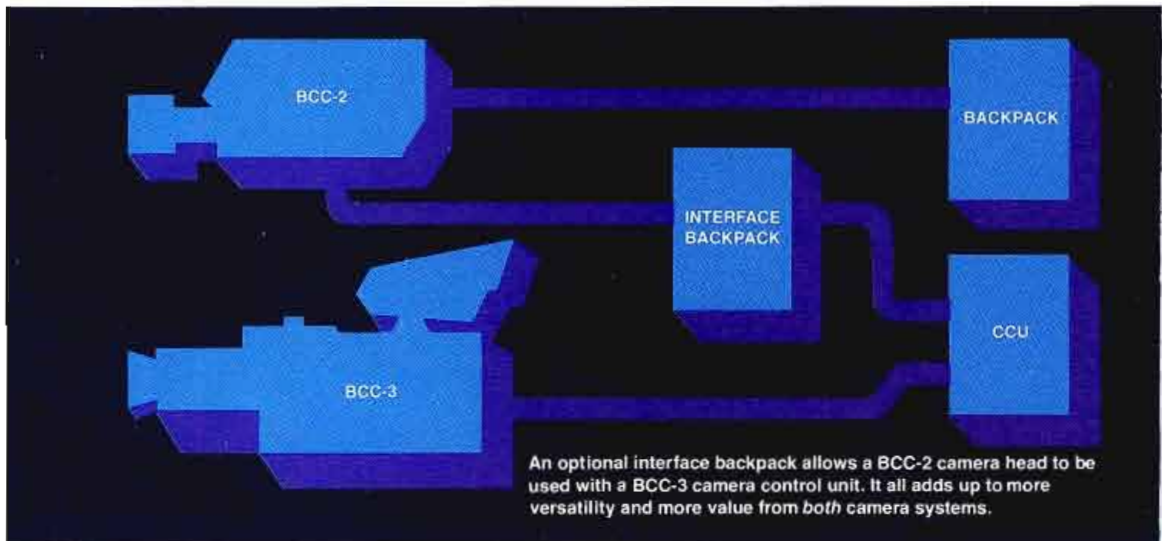 BCC-2
BACKPACK
INTERFACE
BACKPACK
CCU
BCC-3
An optional interface backpack allows a BCC-2 camera head to be
used with a BCC-3 camera control unit. It all adds up to more
versatility and more value from both camera systems.